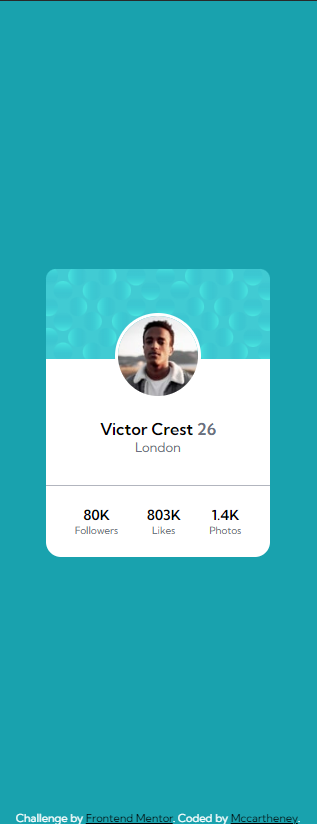 Victor Crest 26
London
80K 803K 1.4K
Followers Likes Photos
Challenge by Frontend Mentor. Coded by Mccartheney.